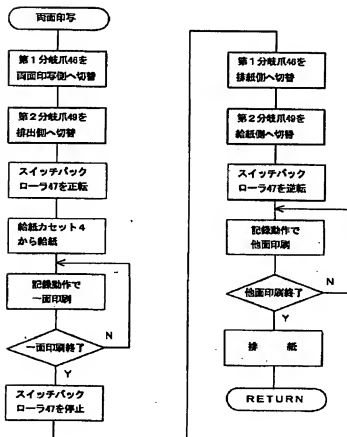 両面印写
第1分岐爪46を
両面印写側へ切替
第2分岐爪49を
排出側へ切替
スイッチバック
ローラ47を正転
給紙カセット4
から給紙
記録動作で
一面印刷
一面印刷終了
N
Y
スイッチバック
ローラ47を停止
第1分岐爪46を
排紙側へ切替
第2分岐爪49を
給紙側へ切替
スイッチバック
ローラ47を逆転
記録動作で
他面印刷
他面印刷終了
N
Y
排 紙
RETURN